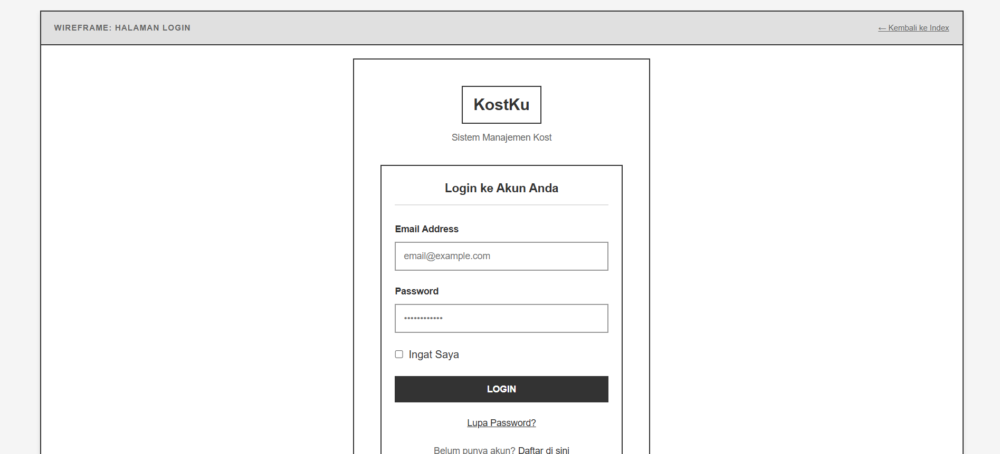 WIREFRAME: HALAMAN LOGIN
← Kembali ke Index
KostKu
Sistem Manajemen Kost
Login ke Akun Anda
Email Address
email@example.com
Password
••••••••••••
Ingat Saya
LOGIN
Lupa Password?
Belum punya akun? Daftar di sini